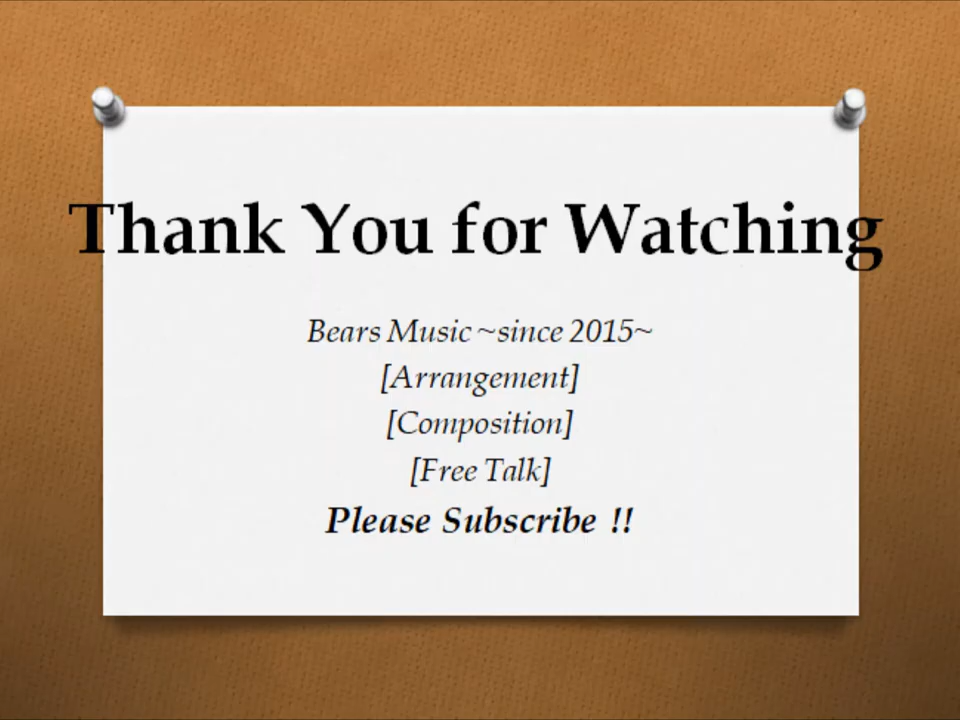 Thank You for Watching
Bears Music ~since 2015~
[Arrangement]
[Composition]
[Free Talk]
Please Subscribe !!